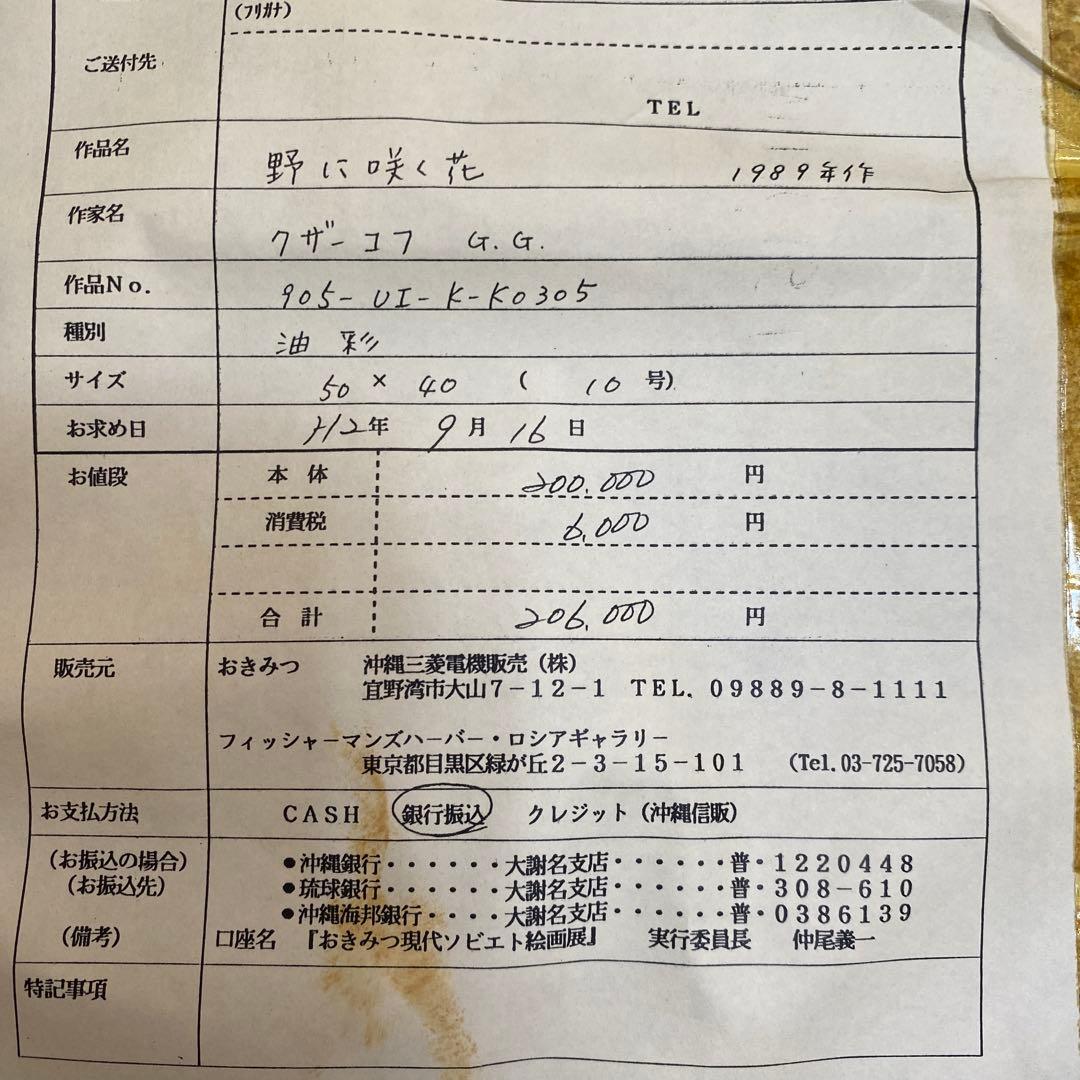 (フリガナ)
ご送付先
TEL
作品名 野に咲く花 1989年作
作家名 クザーコフ G.G.
作品No. 905-UI-K-K0305
種別 油彩
サイズ 50 × 40 ( 10 号)
お求め日 H2年 9月 16日
お値段 本体 200.000 円
消費税 6.000 円
合計 206.000 円
販売元 おきみつ 沖縄三菱電機販売(株)
宜野湾市大山7-12-1 TEL. 09889-8-1111
フィッシャーマンズハーバー・ロシアギャラリー
東京都目黒区緑が丘2-3-15-101 (Tel.03-725-7058)
お支払方法 CASH 銀行振込 クレジット(沖縄信販)
(お振込の場合) ●沖縄銀行・・・・・・大謝名支店・・・・・・普・1220448
(お振込先) ●琉球銀行・・・・・・大謝名支店・・・・・・普・308-610
●沖縄海邦銀行・・・・大謝名支店・・・・・・普・0386139
(備考) 口座名 『おきみつ現代ソビエト絵画展』 実行委員長 仲尾義一
特記事項